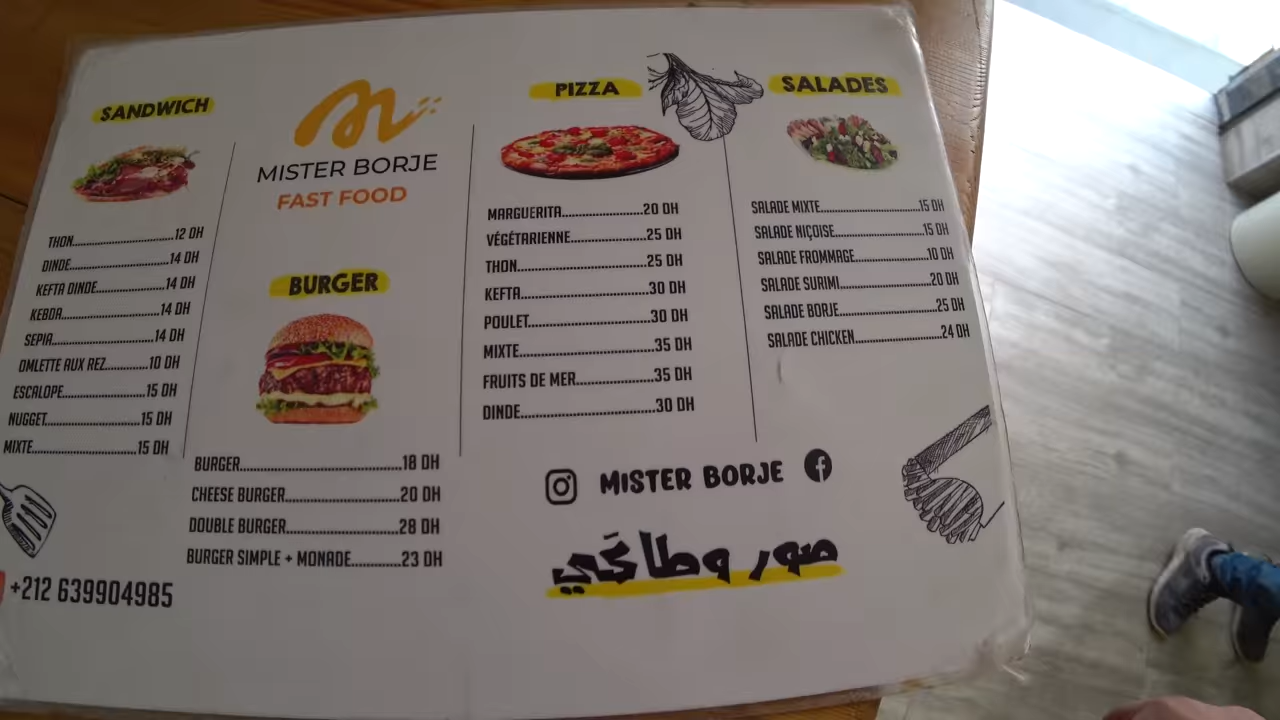 SANDWICH
THON 12 DH
DINDE 14 DH
KEFTA DINDE 14 DH
KEBDA 14 DH
SEPIA 14 DH
OMLETTE AUX REZ 10 DH
ESCALOPE 15 DH
NUGGET 15 DH
MIXTE 15 DH
+212 639904985
MISTER BORJE
FAST FOOD
BURGER
BURGER 18 DH
CHEESE BURGER 20 DH
DOUBLE BURGER 28 DH
BURGER SIMPLE + MONADE 23 DH
PIZZA
MARGUERITA 20 DH
VÉGÉTARIENNE 25 DH
THON 25 DH
KEFTA 30 DH
POULET 30 DH
MIXTE 35 DH
FRUITS DE MER 35 DH
DINDE 30 DH
SALADES
SALADE MIXTE 15 DH
SALADE NIÇOISE 15 DH
SALADE FROMMAGE 10 DH
SALADE SURIMI 20 DH
SALADE BORJE 25 DH
SALADE CHICKEN 24 DH
MISTER BORJE
صور وطاكَي